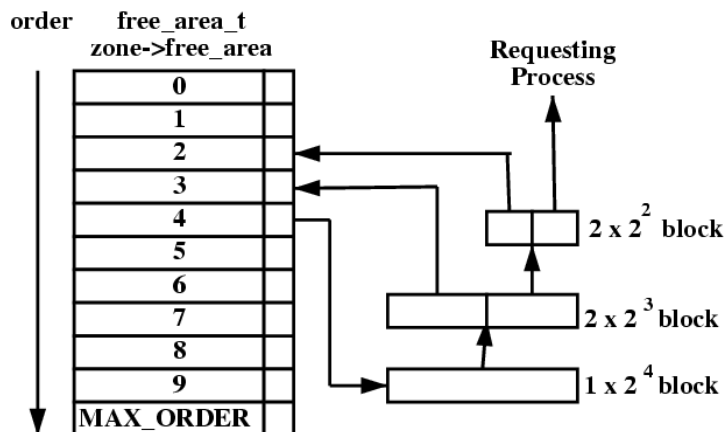 order
free_area_t
zone->free_area
0
1
2
3
4
5
6
7
8
9
MAX_ORDER
Requesting
Process
2 x 2^2 block
2 x 2^3 block
1 x 2^4 block